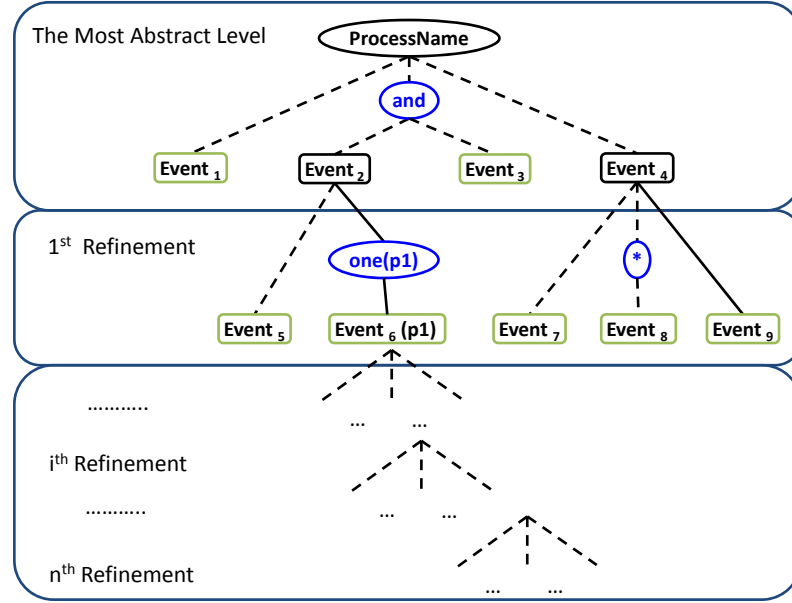 The Most Abstract Level
ProcessName
and
Event 1
Event 2
Event 3
Event 4
1st Refinement
one(p1)
*
Event 5
Event 6 (p1)
Event 7
Event 8
Event 9
………..
... ...
ith Refinement
... ...
………..
nth Refinement
... ...